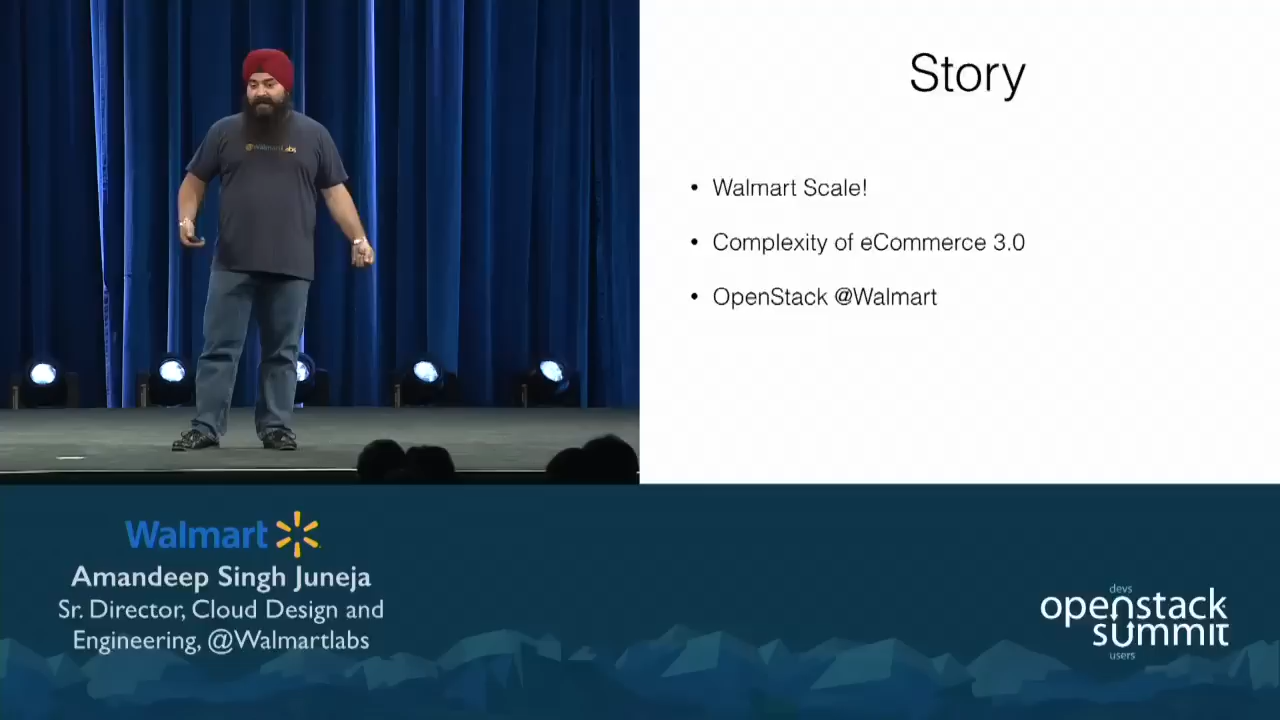 @WalmartLabs
Story
• Walmart Scale!
• Complexity of eCommerce 3.0
• OpenStack @Walmart
Walmart
Amandeep Singh Juneja
Sr. Director, Cloud Design and
Engineering, @Walmartlabs
devs
openstack
summit
users